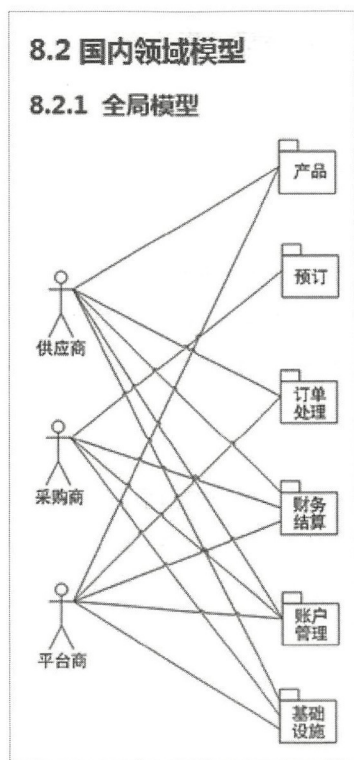 8.2 国内领域模型
8.2.1 全局模型
产品
预订
供应商
订单
处理
采购商
财务
结算
账户
管理
平台商
基础
设施